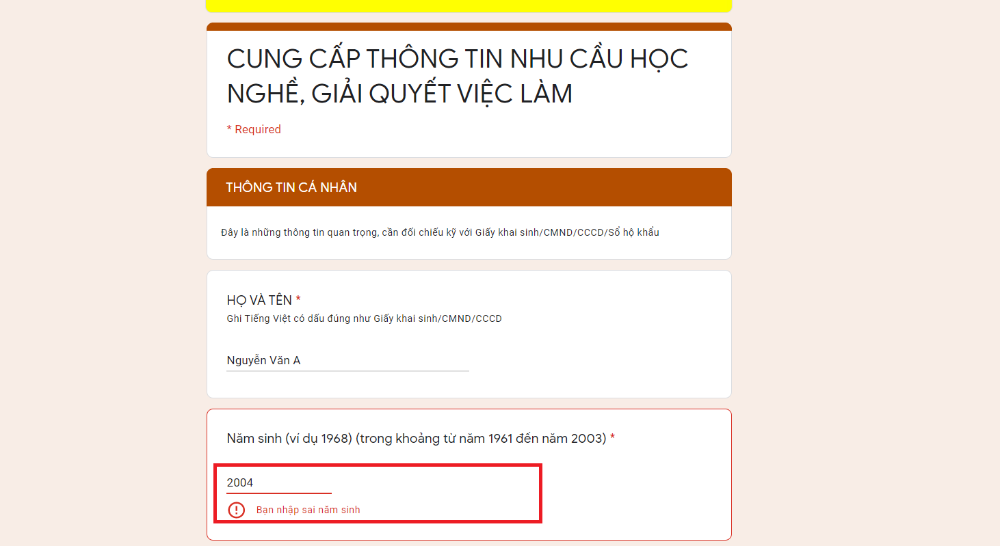 CUNG CẤP THÔNG TIN NHU CẦU HỌC
NGHỀ, GIẢI QUYẾT VIỆC LÀM
* Required
THÔNG TIN CÁ NHÂN
Đây là những thông tin quan trọng, cần đối chiếu kỹ với Giấy khai sinh/CMND/CCCD/Sổ hộ khẩu
HỌ VÀ TÊN *
Ghi Tiếng Việt có dấu đúng như Giấy khai sinh/CMND/CCCD
Nguyễn Văn A
Năm sinh (ví dụ 1968) (trong khoảng từ năm 1961 đến năm 2003) *
2004
Bạn nhập sai năm sinh